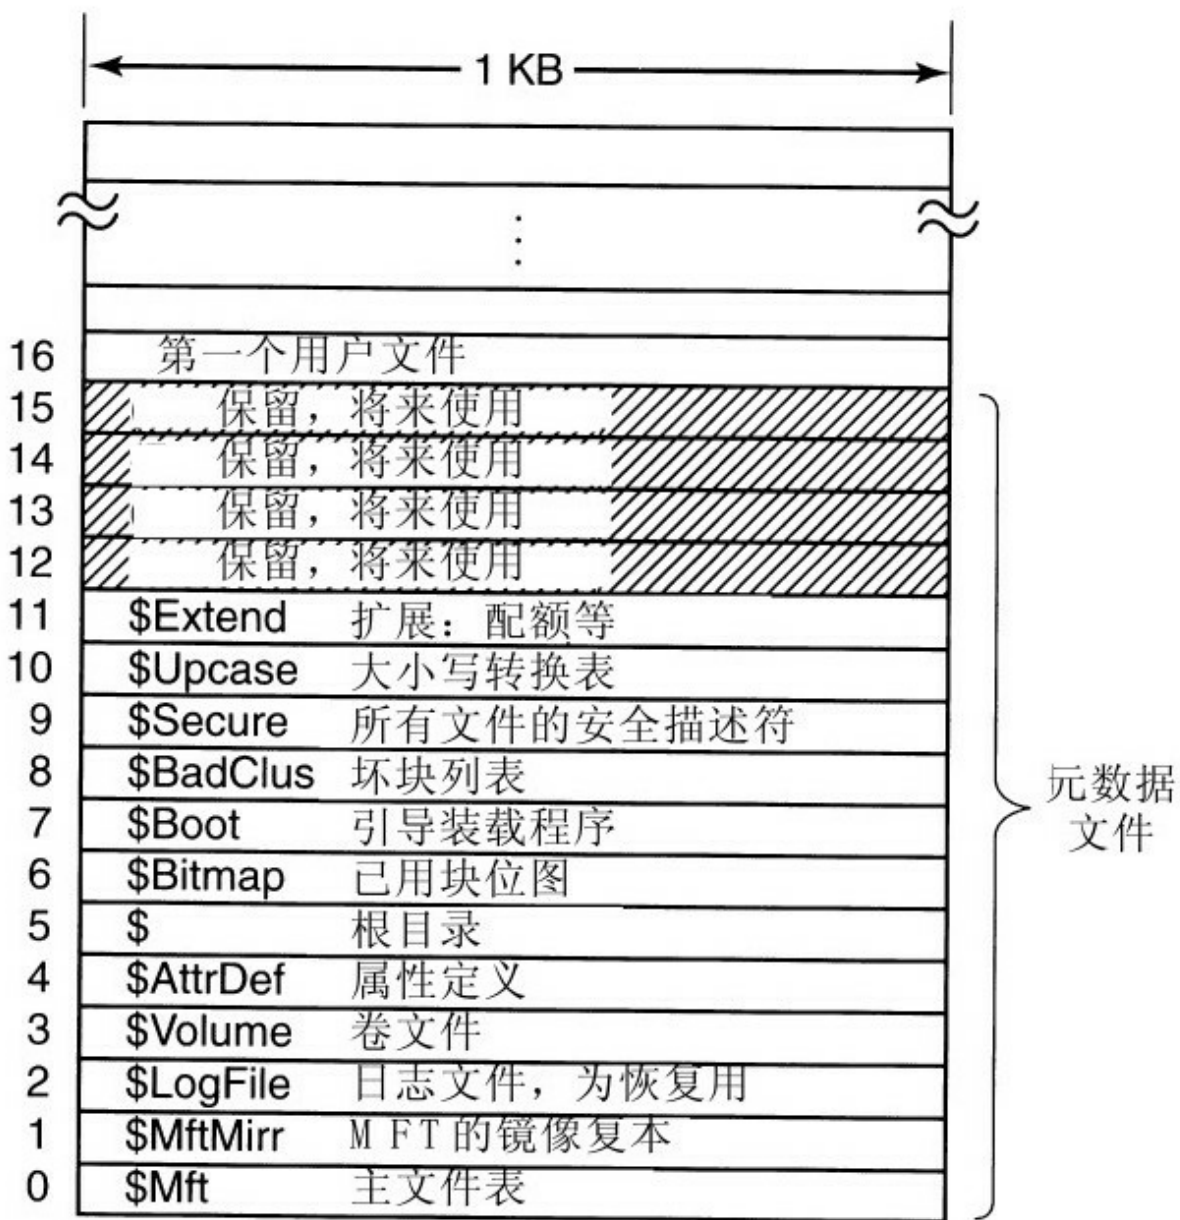 1 KB
16 第一个用户文件
15 保留，将来使用
14 保留，将来使用
13 保留，将来使用
12 保留，将来使用
11 $Extend 扩展：配额等
10 $Upcase 大小写转换表
9 $Secure 所有文件的安全描述符
8 $BadClus 坏块列表
7 $Boot 引导装载程序
6 $Bitmap 已用块位图
5 $ 根目录
4 $AttrDef 属性定义
3 $Volume 卷文件
2 $LogFile 日志文件，为恢复用
1 $MftMirr MFT的镜像复本
0 $Mft 主文件表
元数据
文件